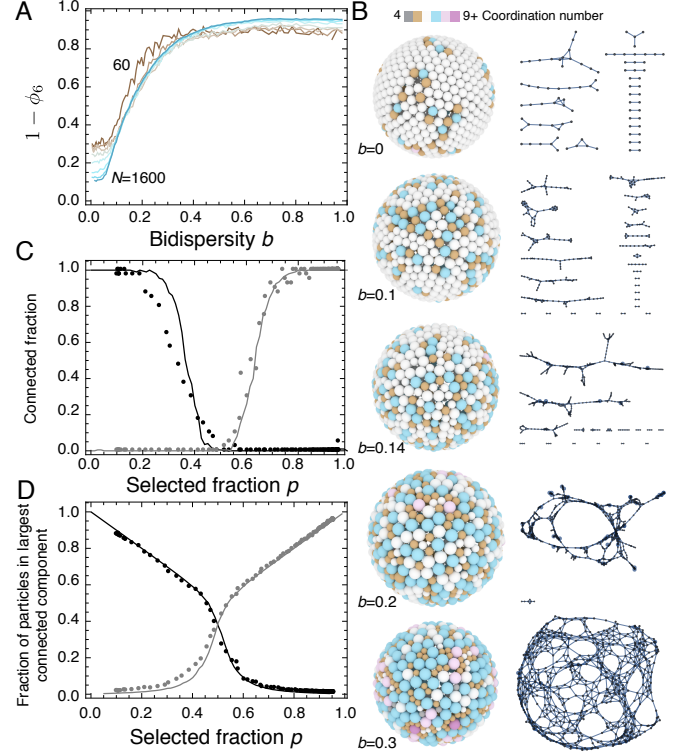 A
1.0
0.8
0.6
0.4
0.2
0.0
1 − ϕ6
60
N=1600
0.0 0.2 0.4 0.6 0.8 1.0
Bidispersity b
B
4 9+ Coordination number
b=0
b=0.1
b=0.14
b=0.2
b=0.3
C
1.0
0.8
0.6
0.4
0.2
0.0
Connected fraction
0.0 0.2 0.4 0.6 0.8 1.0
Selected fraction p
D
1.0
0.8
0.6
0.4
0.2
0.0
Fraction of particles in largest
connected component
0.0 0.2 0.4 0.6 0.8 1.0
Selected fraction p